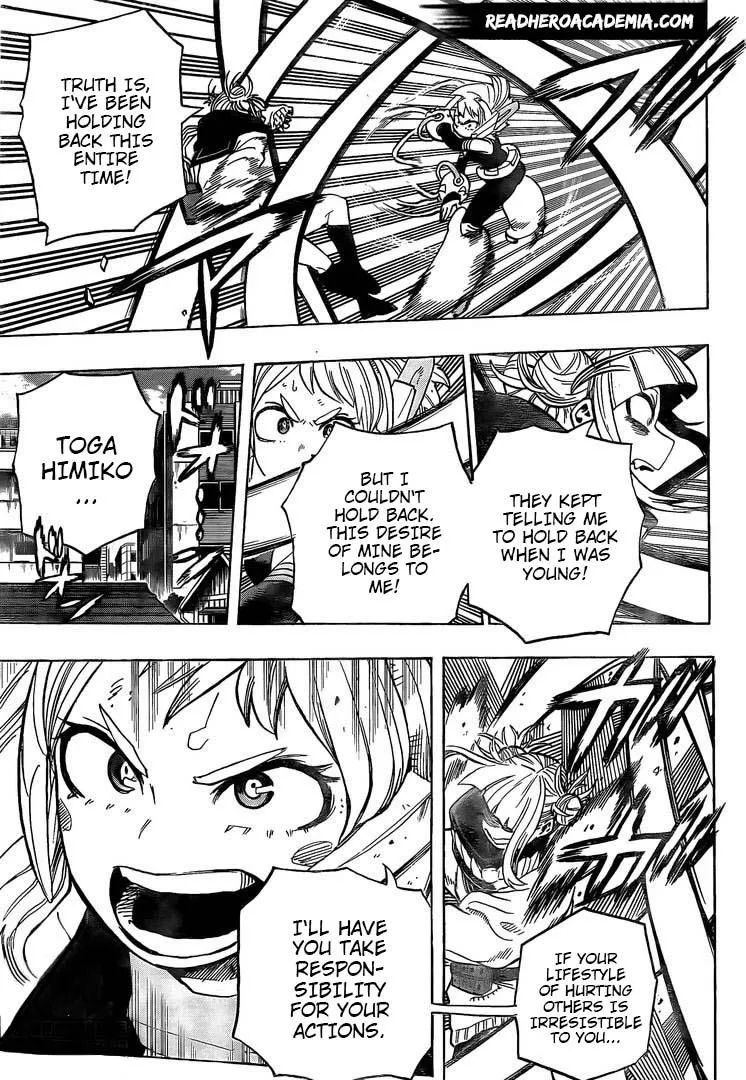 READHEROACADEMIA.COM
TRUTH IS,
I'VE BEEN
HOLDING
BACK THIS
ENTIRE
TIME!
THEY KEPT
TELLING ME
TO HOLD BACK
WHEN I WAS
YOUNG!
BUT I
COULDN'T
HOLD BACK.
THIS DESIRE
OF MINE BE-
LONGS TO
ME!
TOGA
HIMIKO
...
IF YOUR
LIFESTYLE
OF HURTING
OTHERS IS
IRRESISTIBLE
TO YOU...
I'LL HAVE
YOU TAKE
RESPON-
SIBILITY
FOR YOUR
ACTIONS.